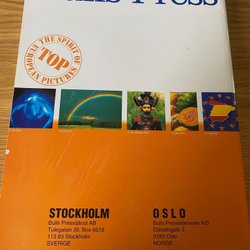 THE SPIRIT OF
TOP
EUROPEAN PICTURES
STOCKHOLM
Bulls Pressbyrå AB
Tulegatan 39, Box 6519
113 83 Stockholm
SVERIGE
OSLO
Bulls Pressetjeneste A/S
Ebbellsgate 3
0183 Oslo
NORGE